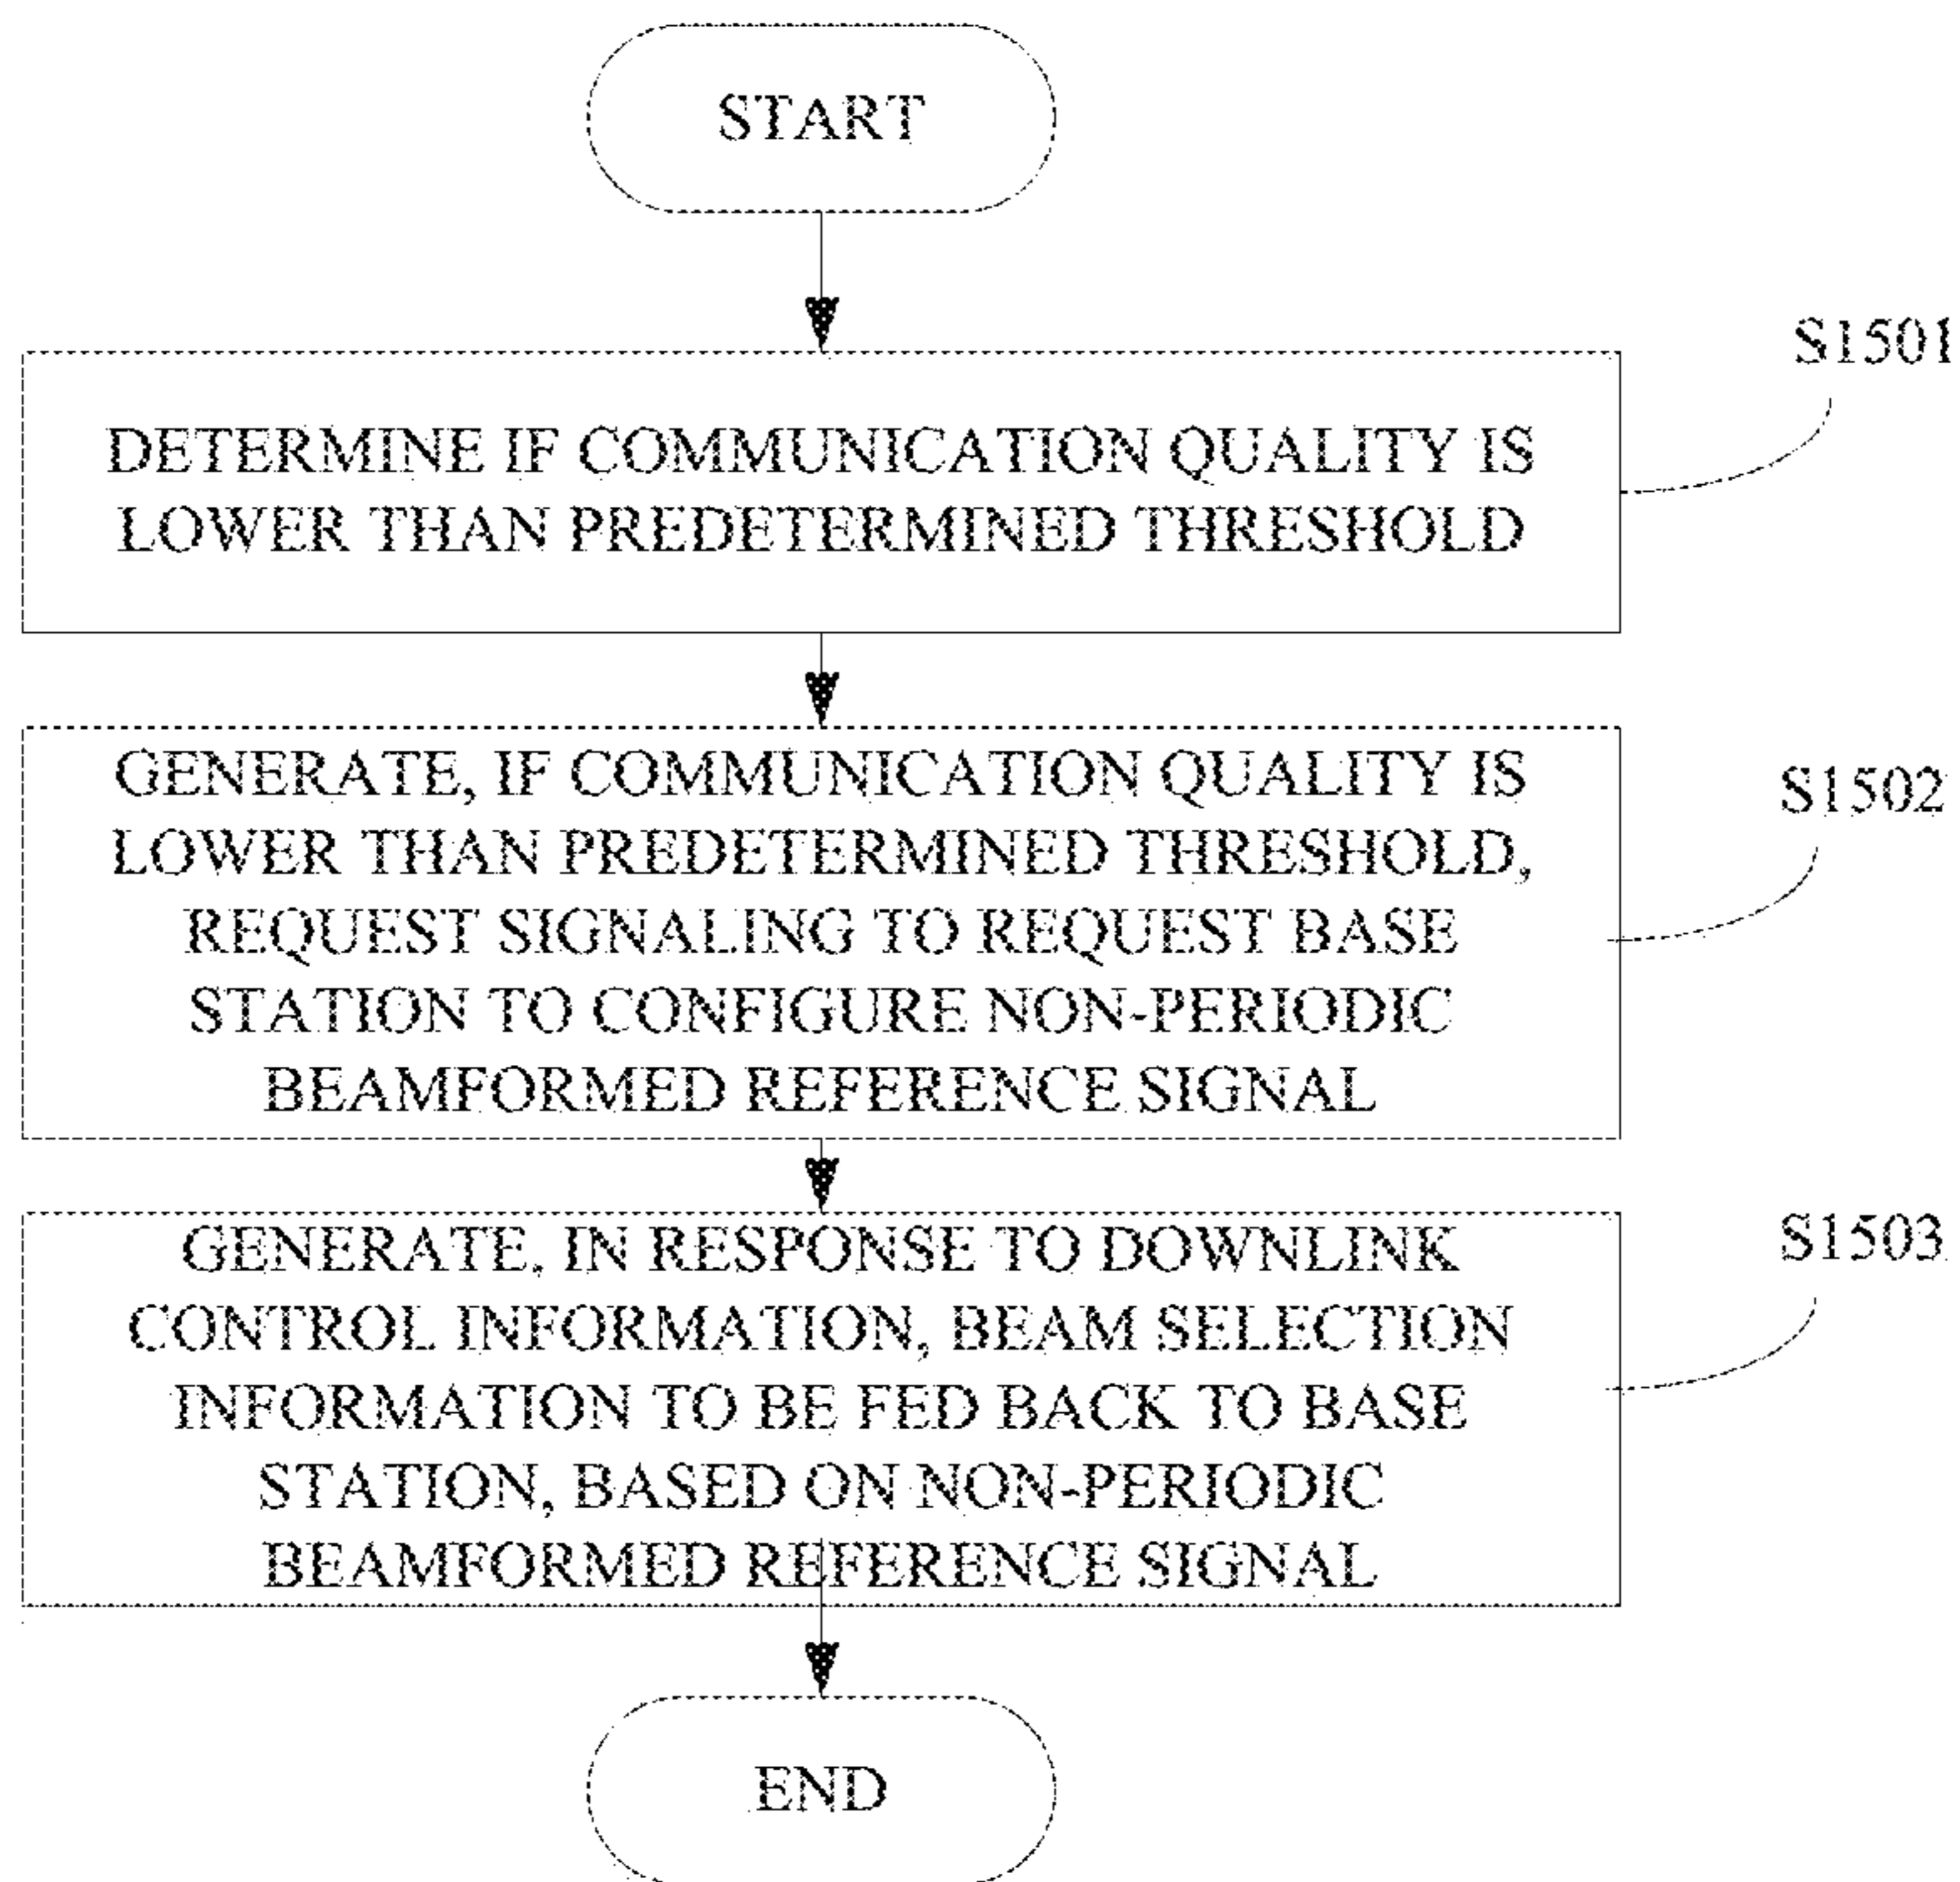 START
S1501
DETERMINE IF COMMUNICATION QUALITY IS
LOWER THAN PREDETERMINED THRESHOLD
GENERATE, IF COMMUNICATION QUALITY IS
S1502
LOWER THAN PREDETERMINED THRESHOLD,
REQUEST SIGNALING TO REQUEST BASE
STATION TO CONFIGURE NON-PERIODIC
BEAMFORMED REFERENCE SIGNAL
GENERATE, IN RESPONSE TO DOWNLINK
S1503
CONTROL INFORMATION, BEAM SELECTION
INFORMATION TO BE FED BACK TO BASE
STATION, BASED ON NON-PERIODIC
BEAMFORMED REFERENCE SIGNAL
END